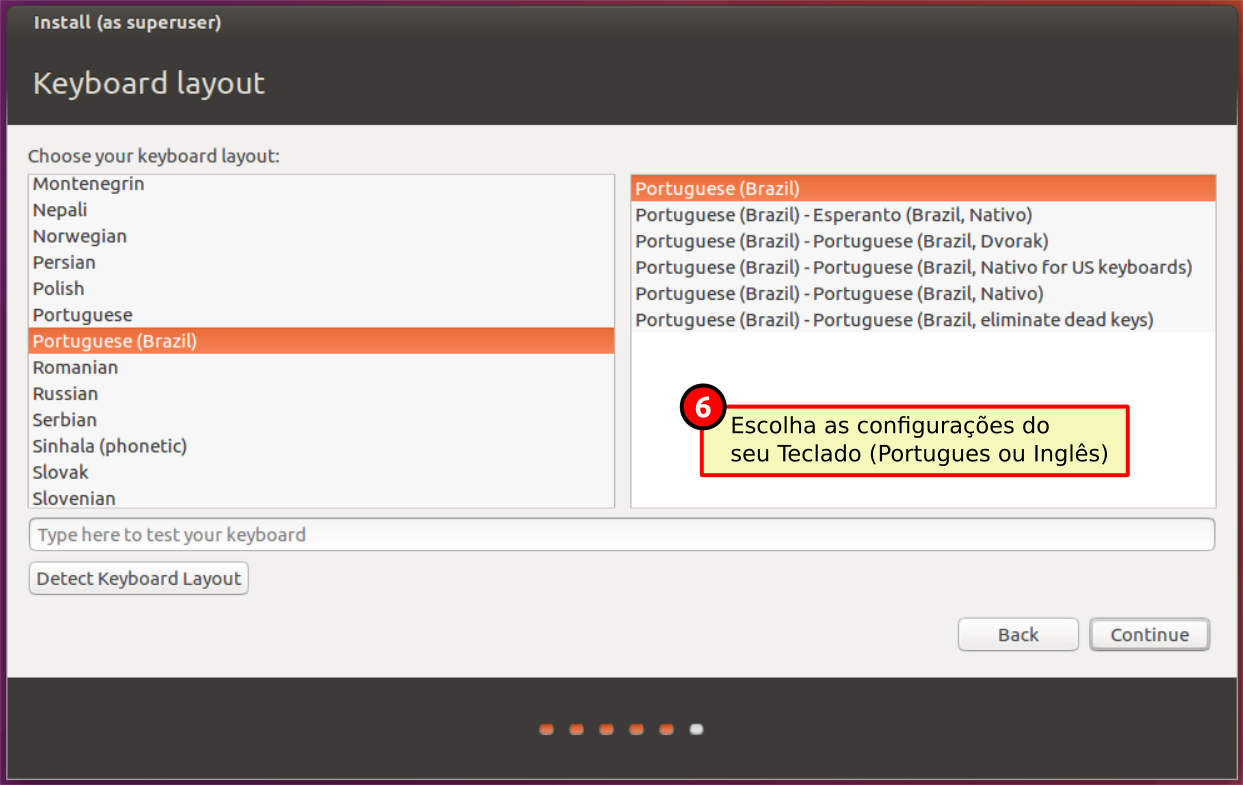 Install (as superuser)
Keyboard layout
Choose your keyboard layout:
Montenegrin
Nepali
Norwegian
Persian
Polish
Portuguese
Portuguese (Brazil)
Romanian
Russian
Serbian
Sinhala (phonetic)
Slovak
Slovenian
Portuguese (Brazil)
Portuguese (Brazil) - Esperanto (Brazil, Nativo)
Portuguese (Brazil) - Portuguese (Brazil, Dvorak)
Portuguese (Brazil) - Portuguese (Brazil, Nativo for US keyboards)
Portuguese (Brazil) - Portuguese (Brazil, Nativo)
Portuguese (Brazil) - Portuguese (Brazil, eliminate dead keys)
6
Escolha as configurações do
seu Teclado (Portugues ou Inglês)
Type here to test your keyboard
Detect Keyboard Layout
Back
Continue